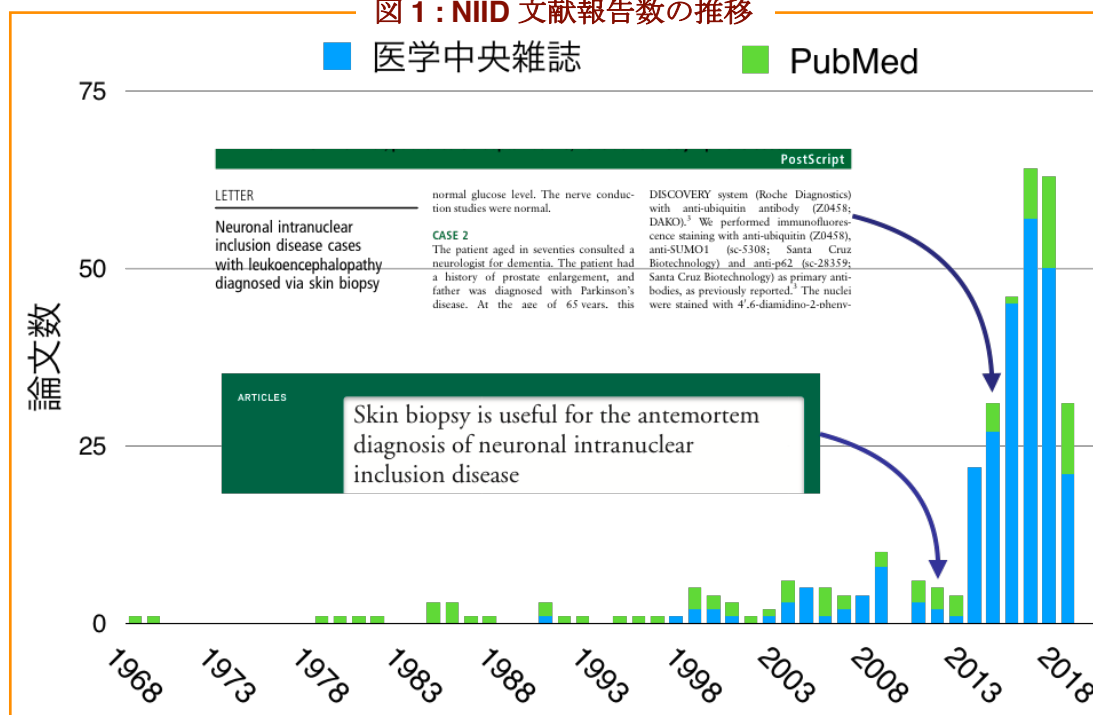 図 1 : NIID 文献報告数の推移
医学中央雑誌 PubMed
75
50
25
0
論文数
PostScript
LETTER
Neuronal intranuclear
inclusion disease cases
with leukoencephalopathy
diagnosed via skin biopsy
normal glucose level. The nerve conduc-
tion studies were normal.
CASE 2
The patient aged in seventies consulted a
neurologist for dementia. The patient had
a history of prostate enlargement, and
father was diagnosed with Parkinson's
disease. At the age of 65 years, this
DISCOVERY system (Roche Diagnostics)
with anti-ubiquitin antibody (Z0458;
DAKO).3 We performed immunofluores-
cence staining with anti-ubiquitin (Z0458),
anti-SUMO1 (sc-5308; Santa Cruz
Biotechnology) and anti-p62 (sc-28359;
Santa Cruz Biotechnology) as primary anti-
bodies, as previously reported.3 The nuclei
were stained with 4′,6-diamidino-2-pheny-
ARTICLES
Skin biopsy is useful for the antemortem
diagnosis of neuronal intranuclear
inclusion disease
1968 1973 1978 1983 1988 1993 1998 2003 2008 2013 2018